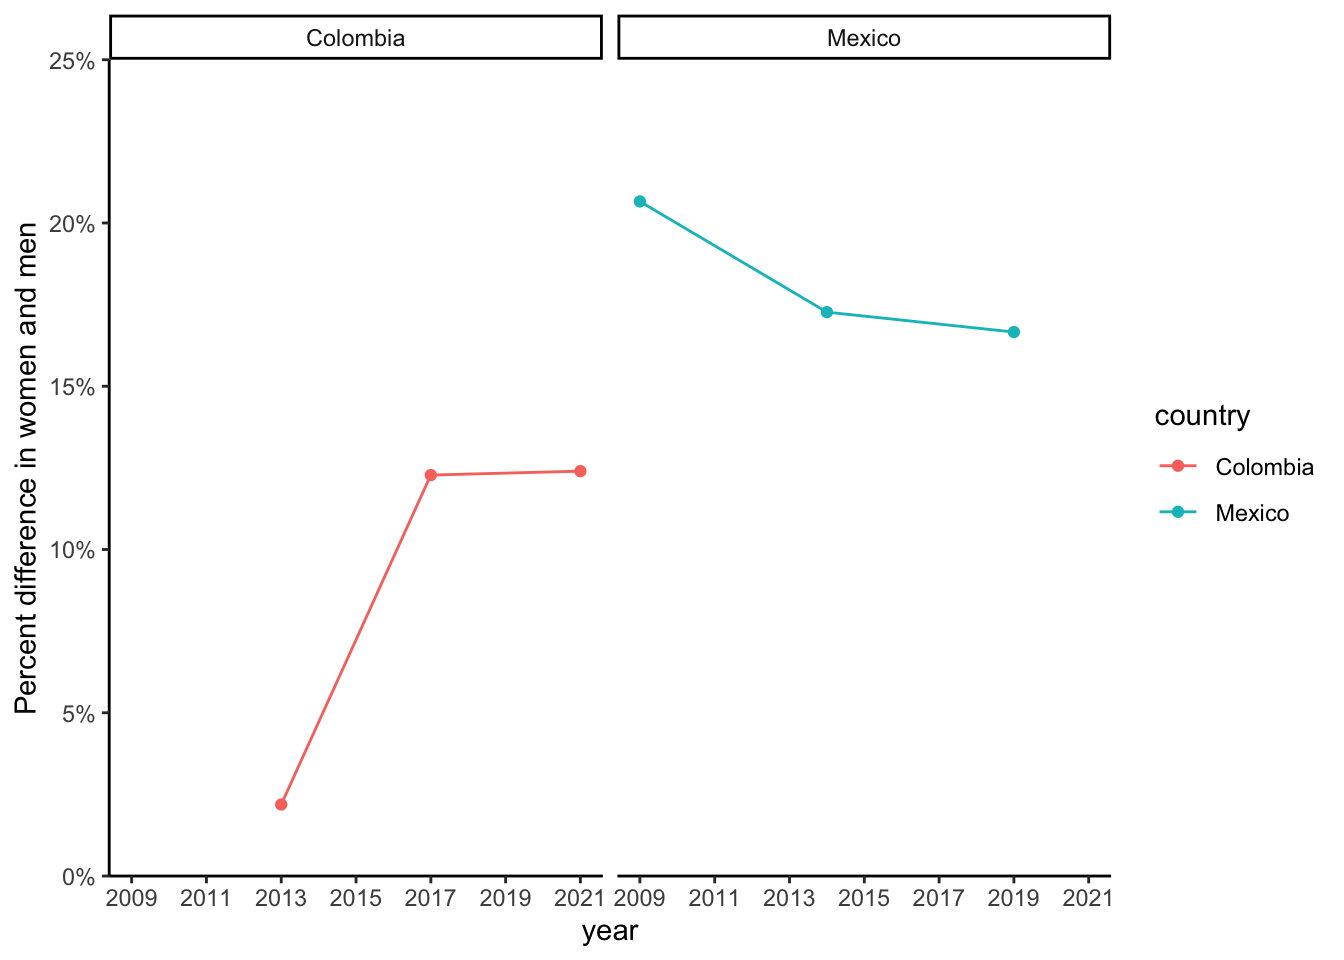 Colombia
Mexico
25%
20%
15%
10%
5%
0%
Percent difference in women and men
2009 2011 2013 2015 2017 2019 2021
2009 2011 2013 2015 2017 2019 2021
year
country
Colombia
Mexico